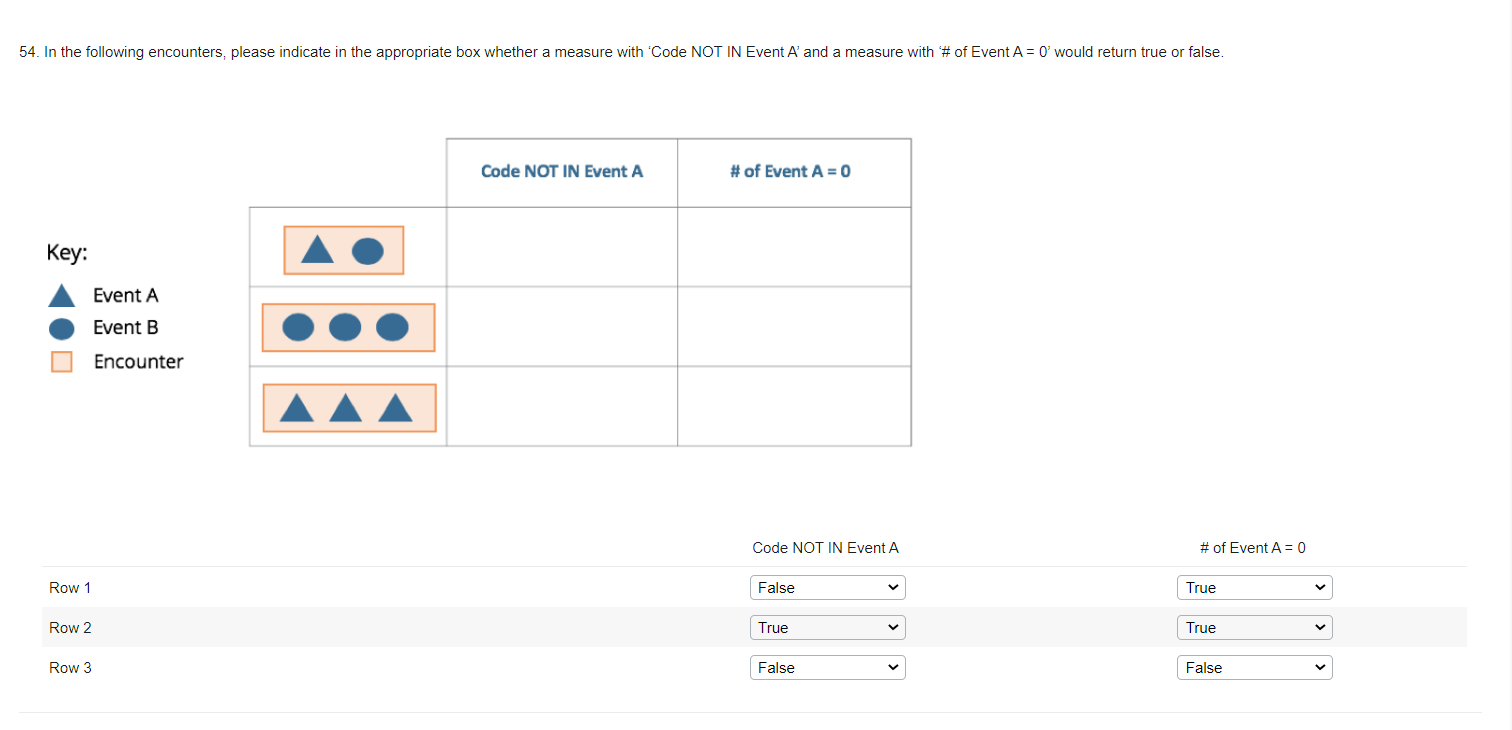 54. In the following encounters, please indicate in the appropriate box whether a measure with ‘Code NOT IN Event A’ and a measure with ‘# of Event A = 0’ would return true or false.
Code NOT IN Event A # of Event A = 0
Key:
Event A
Event B
Encounter
Code NOT IN Event A # of Event A = 0
Row 1 False True
Row 2 True True
Row 3 False False